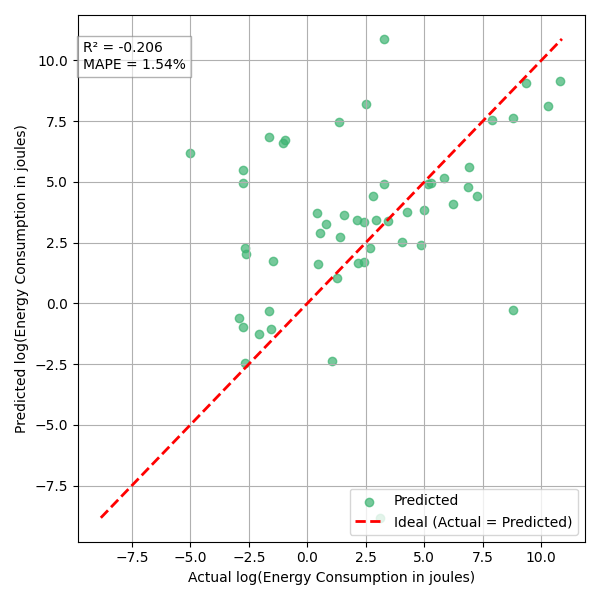 R² = -0.206
MAPE = 1.54%
10.0
7.5
5.0
2.5
0.0
−2.5
−5.0
−7.5
Predicted log(Energy Consumption in joules)
Predicted
Ideal (Actual = Predicted)
−7.5 −5.0 −2.5 0.0 2.5 5.0 7.5 10.0
Actual log(Energy Consumption in joules)